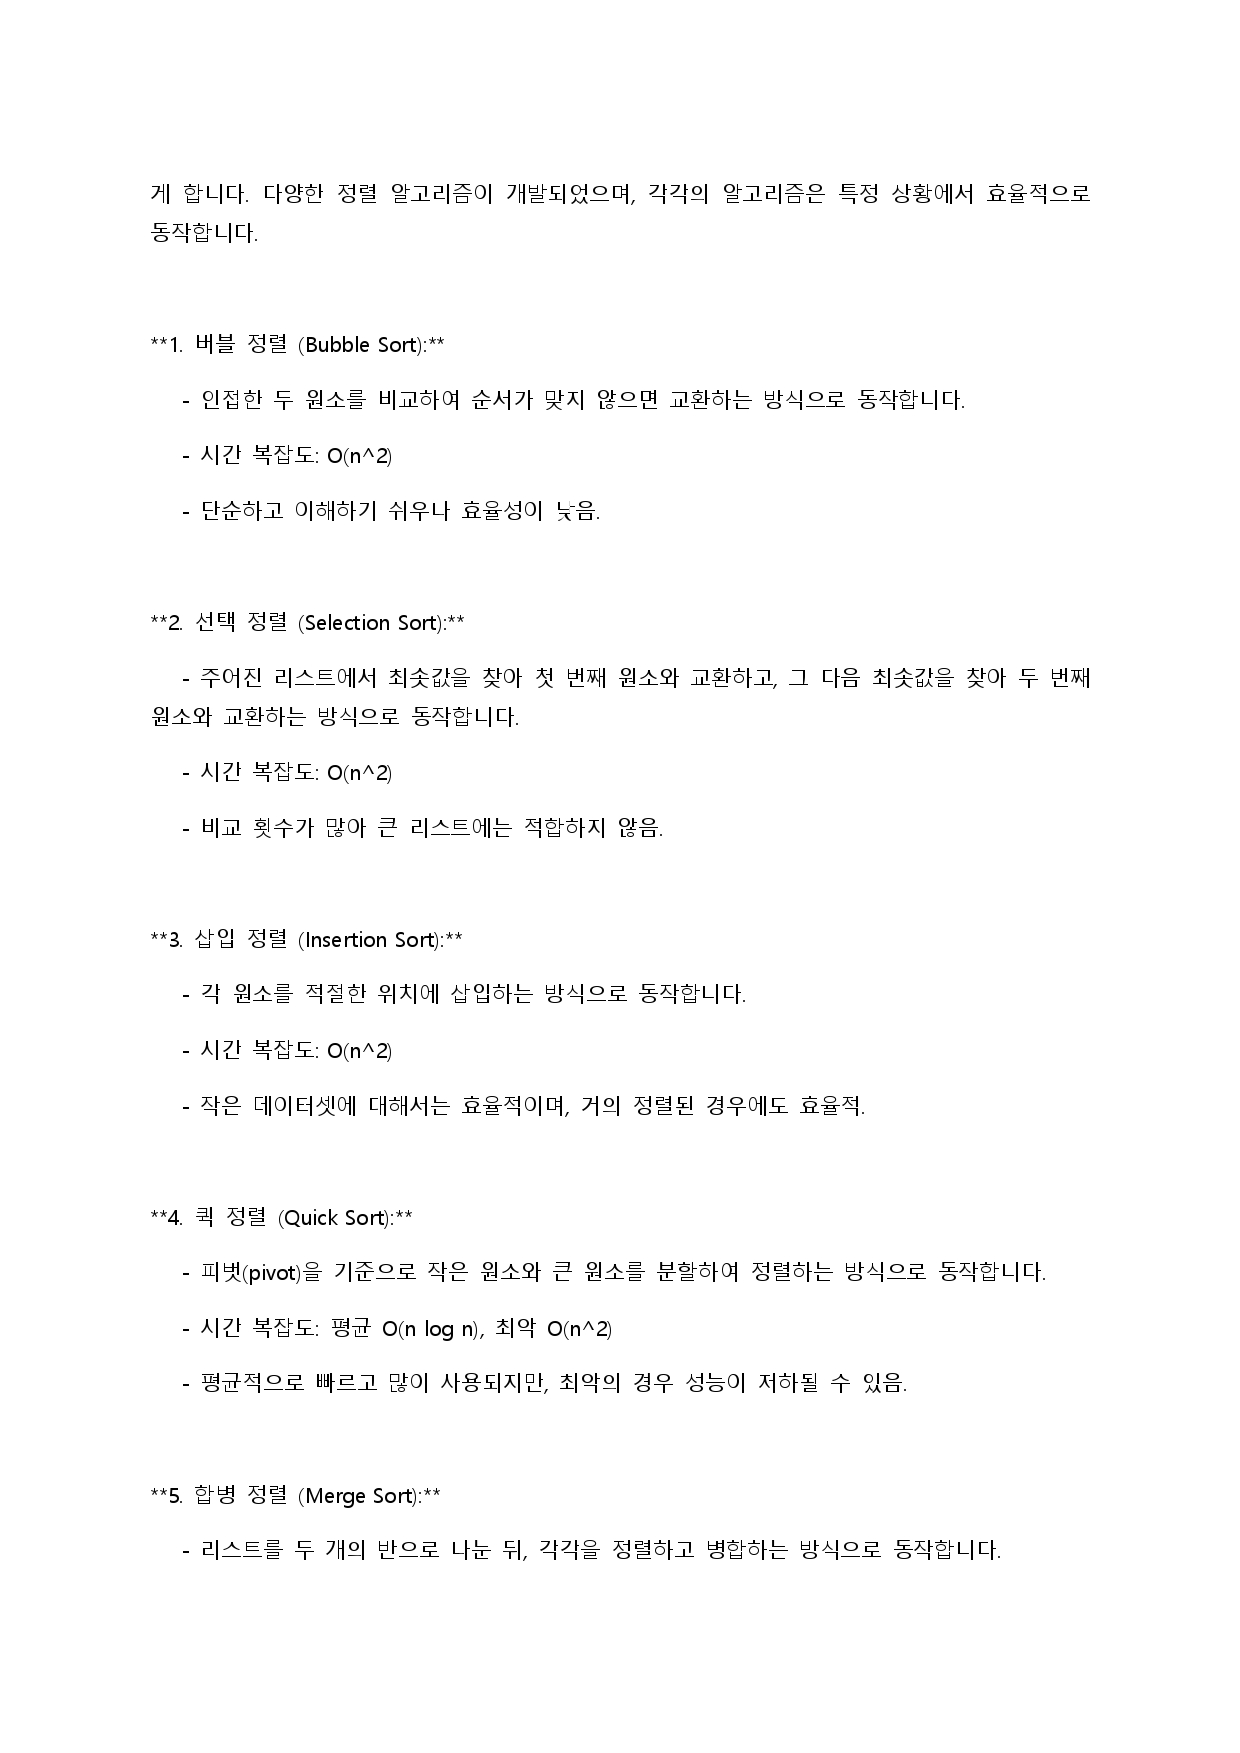 게 합니다. 다양한 정렬 알고리즘이 개발되었으며, 각각의 알고리즘은 특정 상황에서 효율적으로
동작합니다.
**1. 버블 정렬 (Bubble Sort):**
- 인접한 두 원소를 비교하여 순서가 맞지 않으면 교환하는 방식으로 동작합니다.
- 시간 복잡도: O(n^2)
- 단순하고 이해하기 쉬우나 효율성이 낮음.
**2. 선택 정렬 (Selection Sort):**
- 주어진 리스트에서 최솟값을 찾아 첫 번째 원소와 교환하고, 그 다음 최솟값을 찾아 두 번째
원소와 교환하는 방식으로 동작합니다.
- 시간 복잡도: O(n^2)
- 비교 횟수가 많아 큰 리스트에는 적합하지 않음.
**3. 삽입 정렬 (Insertion Sort):**
- 각 원소를 적절한 위치에 삽입하는 방식으로 동작합니다.
- 시간 복잡도: O(n^2)
- 작은 데이터셋에 대해서는 효율적이며, 거의 정렬된 경우에도 효율적.
**4. 퀵 정렬 (Quick Sort):**
- 피벗(pivot)을 기준으로 작은 원소와 큰 원소를 분할하여 정렬하는 방식으로 동작합니다.
- 시간 복잡도: 평균 O(n log n), 최악 O(n^2)
- 평균적으로 빠르고 많이 사용되지만, 최악의 경우 성능이 저하될 수 있음.
**5. 합병 정렬 (Merge Sort):**
- 리스트를 두 개의 반으로 나눈 뒤, 각각을 정렬하고 병합하는 방식으로 동작합니다.